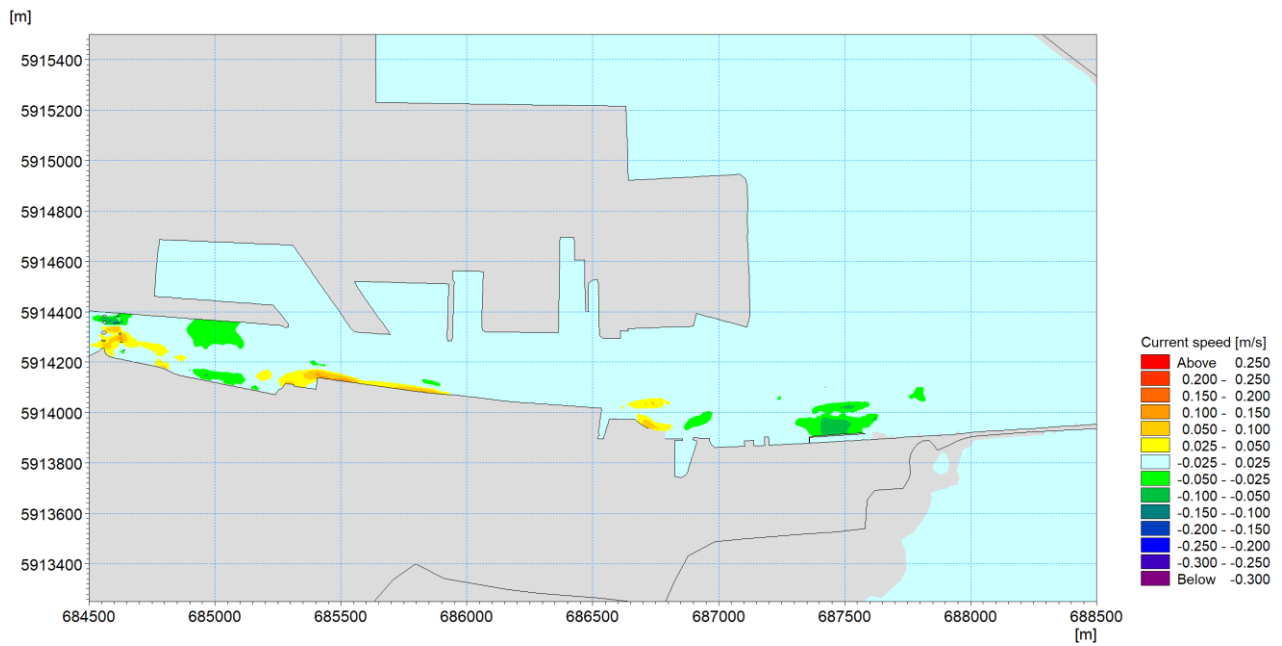 [m]
5915400
5915200
5915000
5914800
5914600
5914400
5914200
5914000
5913800
5913600
5913400
684500 685000 685500 686000 686500 687000 687500 688000 688500
[m]
Current speed [m/s]
Above 0.250
0.200 - 0.250
0.150 - 0.200
0.100 - 0.150
0.050 - 0.100
0.025 - 0.050
-0.025 - 0.025
-0.050 - -0.025
-0.100 - -0.050
-0.150 - -0.100
-0.200 - -0.150
-0.250 - -0.200
-0.300 - -0.250
Below -0.300